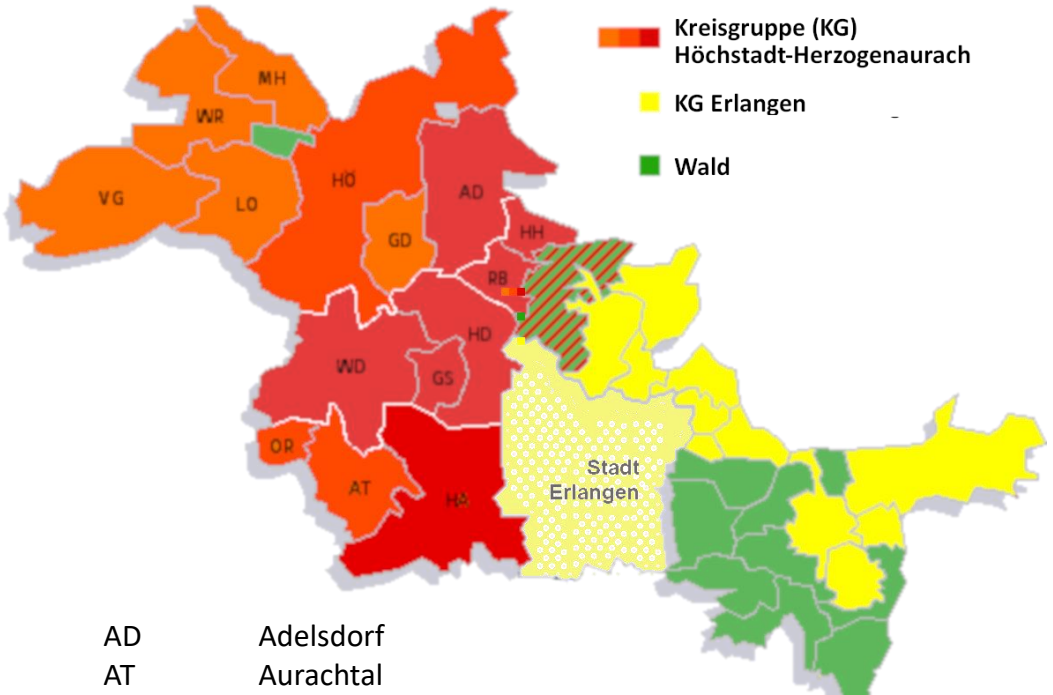 Kreisgruppe (KG)
Höchstadt-Herzogenaurach
KG Erlangen
Wald
MH
WR
VG
LO
HÖ
AD
GD
HH
RB
HD
WD
GS
OR
AT
HA
Stadt
Erlangen
AD Adelsdorf
AT Aurachtal